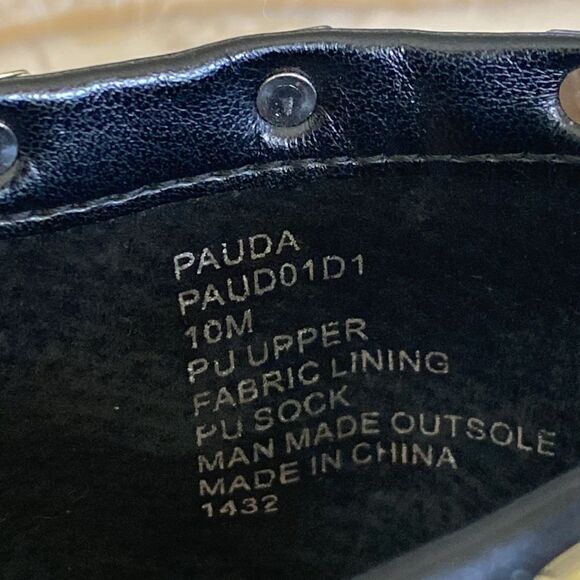 PAUDA
PAUD01D1
10M
PU UPPER
FABRIC LINING
PU SOCK
MAN MADE OUTSOLE
MADE IN CHINA
1432